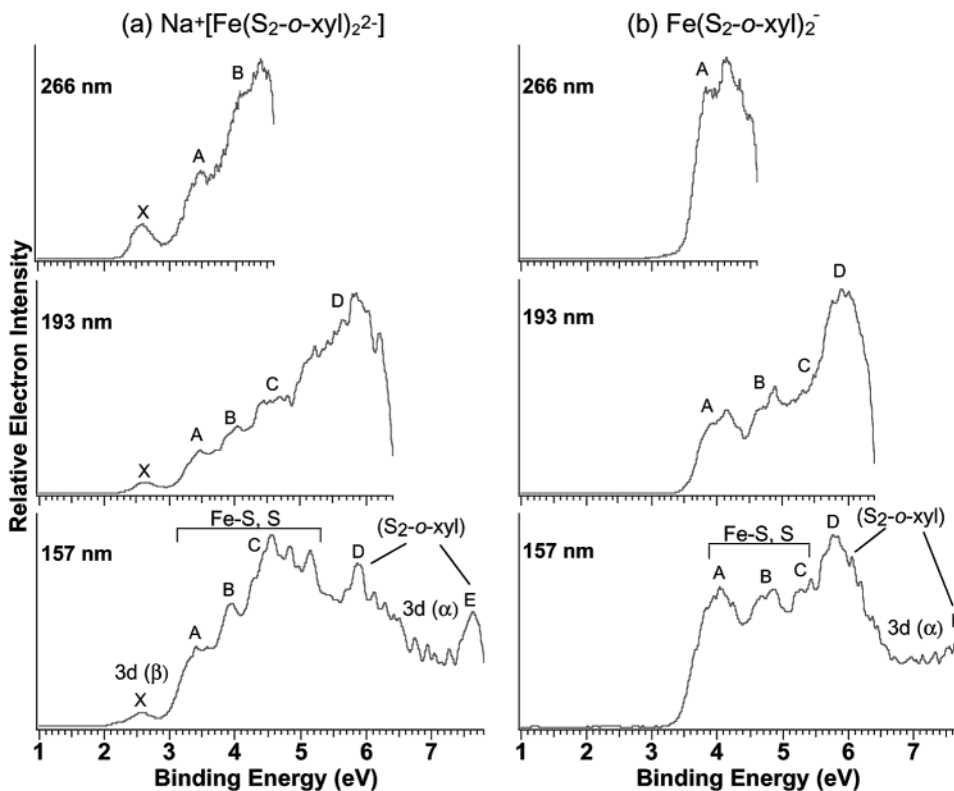 (a) Na⁺[Fe(S₂-o-xyl)₂²⁻]
(b) Fe(S₂-o-xyl)₂⁻
Relative Electron Intensity
266 nm
X
A
B
266 nm
A
193 nm
X
A
B
C
D
193 nm
A
B
C
D
157 nm
Fe-S, S
(S₂-o-xyl)
3d (β)
X
A
B
C
D
3d (α)
E
1 2 3 4 5 6 7
Binding Energy (eV)
157 nm
Fe-S, S
(S₂-o-xyl)
A
B
C
D
3d (α)
1 2 3 4 5 6 7
Binding Energy (eV)